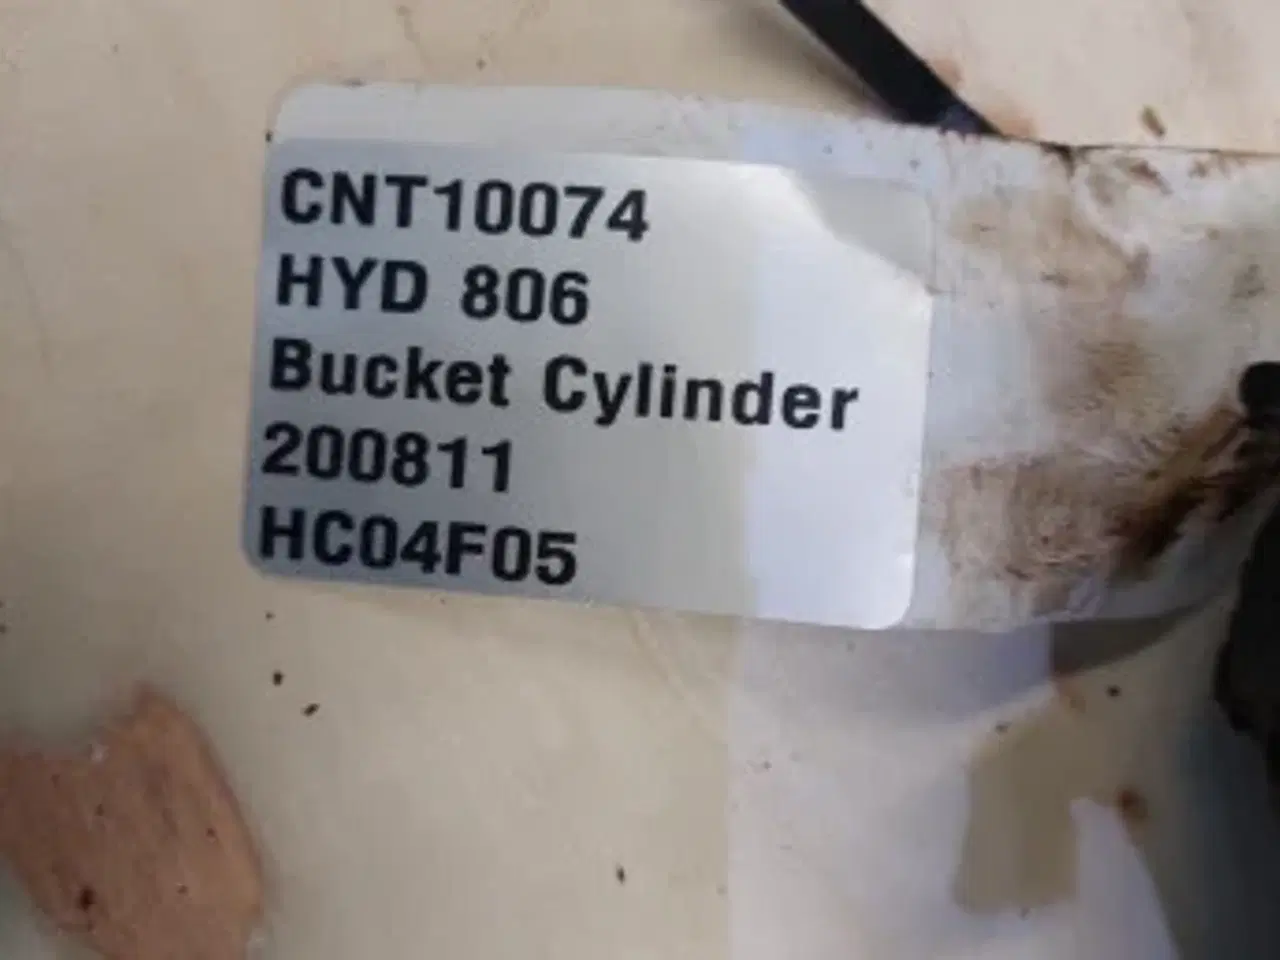 CNT10074
HYD 806
Bucket Cylinder
200811
HC04F05